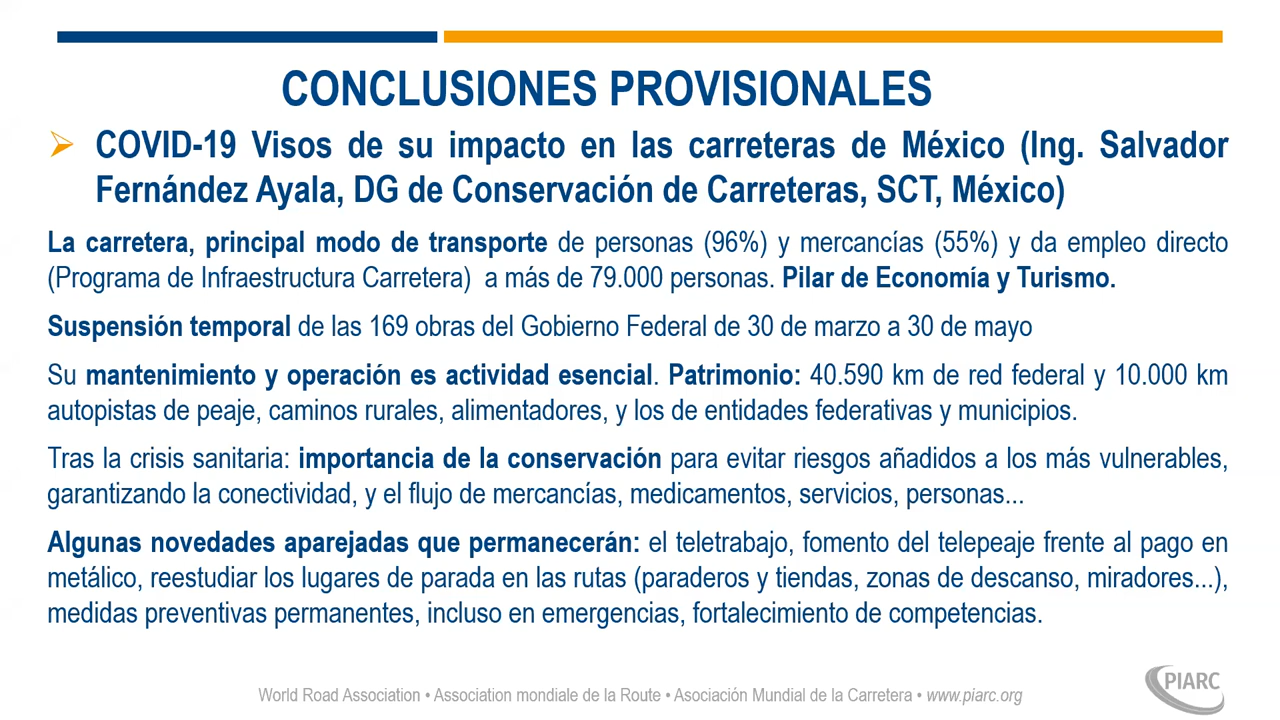 CONCLUSIONES PROVISIONALES
COVID-19 Visos de su impacto en las carreteras de México (Ing. Salvador
Fernández Ayala, DG de Conservación de Carreteras, SCT, México)
La carretera, principal modo de transporte de personas (96%) y mercancías (55%) y da empleo directo
(Programa de Infraestructura Carretera) a más de 79.000 personas. Pilar de Economía y Turismo.
Suspensión temporal de las 169 obras del Gobierno Federal de 30 de marzo a 30 de mayo
Su mantenimiento y operación es actividad esencial. Patrimonio: 40.590 km de red federal y 10.000 km
autopistas de peaje, caminos rurales, alimentadores, y los de entidades federativas y municipios.
Tras la crisis sanitaria: importancia de la conservación para evitar riesgos añadidos a los más vulnerables,
garantizando la conectividad, y el flujo de mercancías, medicamentos, servicios, personas...
Algunas novedades aparejadas que permanecerán: el teletrabajo, fomento del telepeaje frente al pago en
metálico, reestudiar los lugares de parada en las rutas (paraderos y tiendas, zonas de descanso, miradores...),
medidas preventivas permanentes, incluso en emergencias, fortalecimiento de competencias.
World Road Association • Association mondiale de la Route • Asociación Mundial de la Carretera • www.piarc.org
PIARC